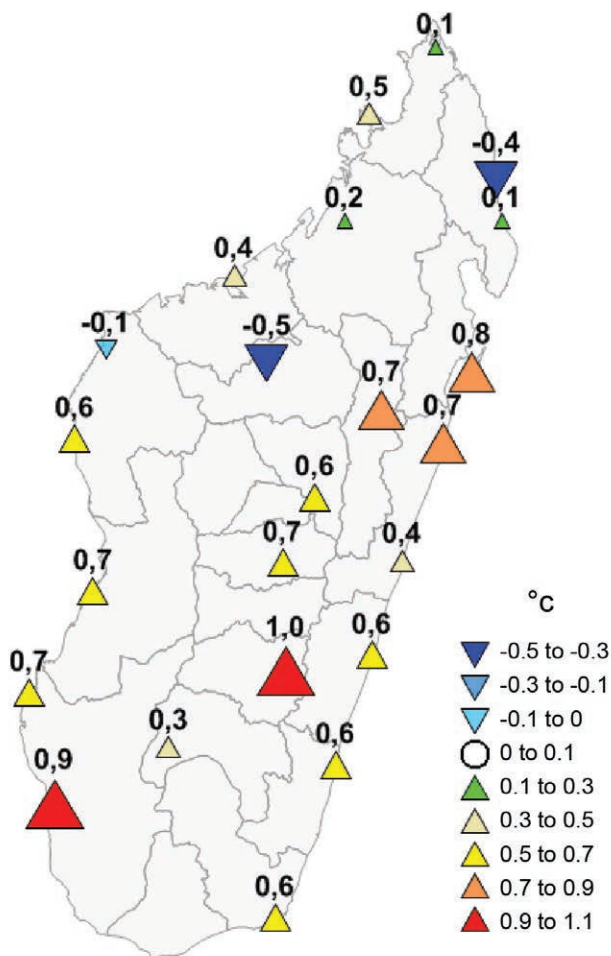 0,1
0,5
-0,4
0,2
0,1
0,4
-0,1
-0,5
0,8
0,7
0,6
0,7
0,6
0,7
0,4
0,7
1,0
0,6
0,7
0,3
0,6
0,9
0,6
°C
-0.5 to -0.3
-0.3 to -0.1
-0.1 to 0
0 to 0.1
0.1 to 0.3
0.3 to 0.5
0.5 to 0.7
0.7 to 0.9
0.9 to 1.1